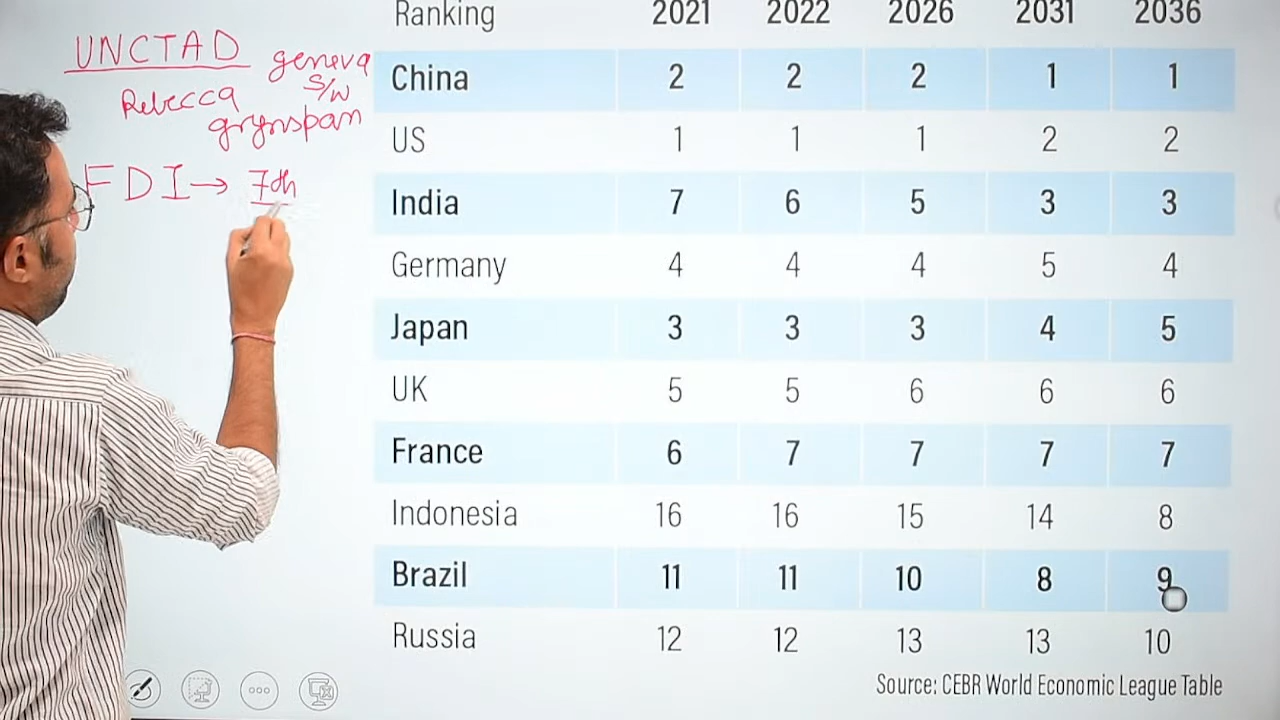 UNCTAD geneva
S/W
Rebecca
grynspan
FDI→ 7th
Ranking 2021 2022 2026 2031 2036
China 2 2 2 1 1
US 1 1 1 2 2
India 7 6 5 3 3
Germany 4 4 4 5 4
Japan 3 3 3 4 5
UK 5 5 6 6 6
France 6 7 7 7 7
Indonesia 16 16 15 14 8
Brazil 11 11 10 8 9
Russia 12 12 13 13 10
Source: CEBR World Economic League Table